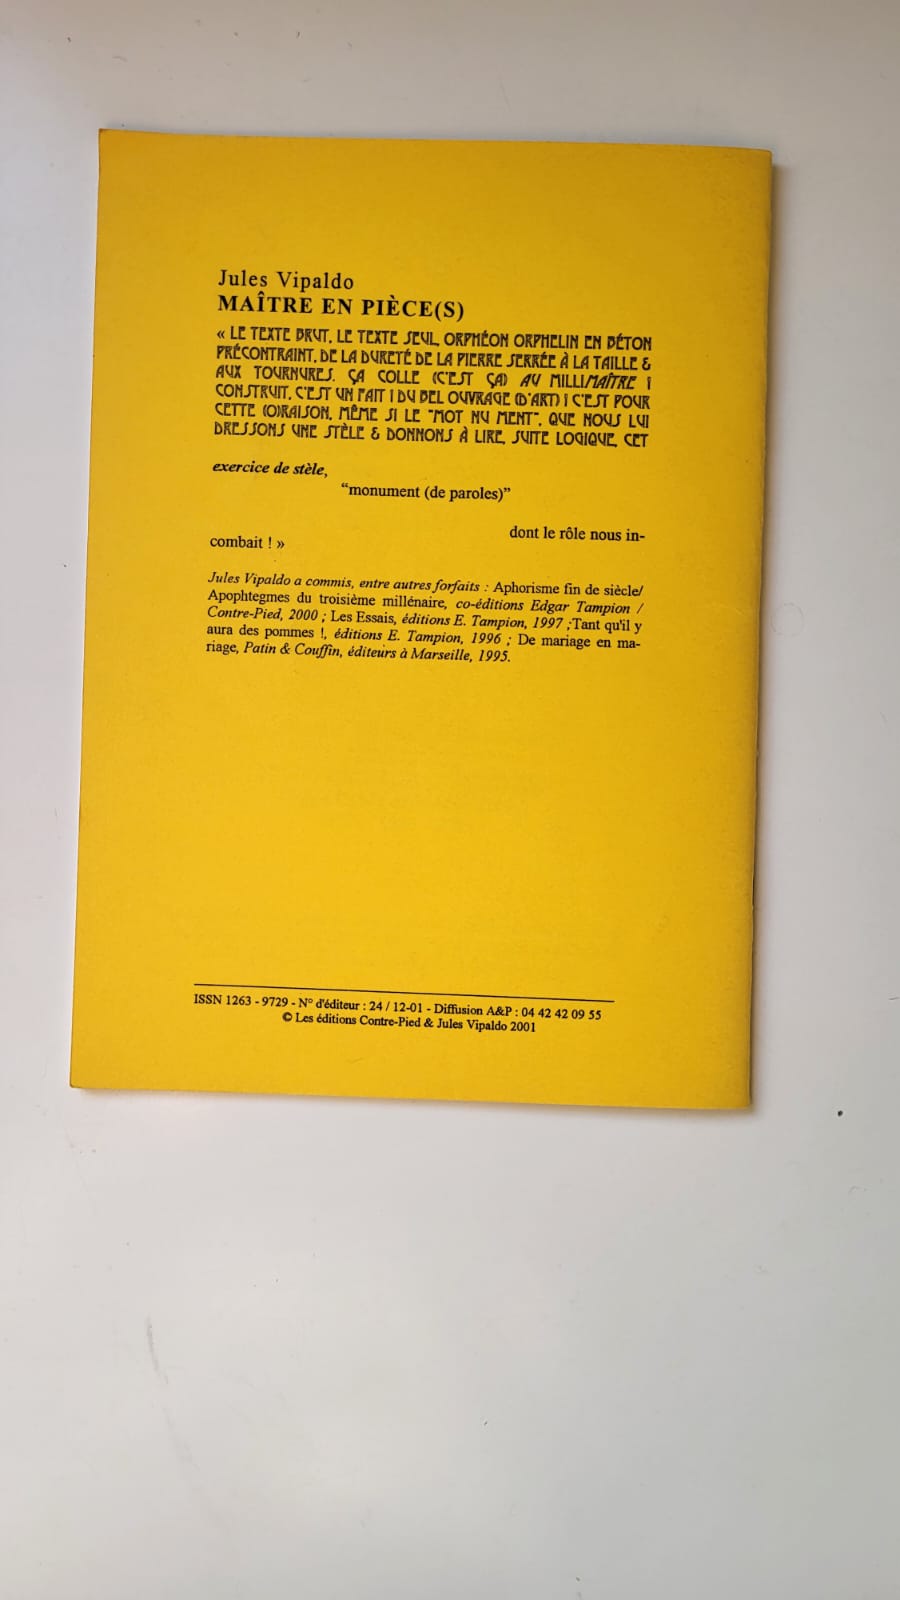 Jules Vipaldo
MAÎTRE EN PIÈCE(S)
« LE TEXTE BRUT, LE TEXTE SEUL, ORPHÉON ORPHELIN EN BÉTON
PRÉCONTRAINT, DE LA DURETÉ DE LA PIERRE SERRÉE À LA TAILLE &
AUX TOURNURES. ÇA COLLE (C'EST ÇA) AU MILLIMAÎTRE !
CONSTRUIT, C'EST UN FAIT ! DU BEL OUVRAGE (D'ART) ! C'EST POUR
CETTE (O)RAISON, MÊME SI LE "MOT NU MENT", QUE NOUS LUI
DRESSONS UNE STÈLE & DONNONS À LIRE, SUITE LOGIQUE, CET
exercice de stèle,
“monument (de paroles)”
dont le rôle nous in-
combait ! »
Jules Vipaldo a commis, entre autres forfaits : Aphorisme fin de siècle/
Apophtegmes du troisième millénaire, co-éditions Edgar Tampion /
Contre-Pied, 2000 ; Les Essais, éditions E. Tampion, 1997 ;Tant qu'il y
aura des pommes !, éditions E. Tampion, 1996 ; De mariage en ma-
riage, Patin & Couffin, éditeurs à Marseille, 1995.
ISSN 1263 - 9729 - N° d'éditeur : 24 / 12-01 - Diffusion A&P : 04 42 42 09 55
© Les éditions Contre-Pied & Jules Vipaldo 2001